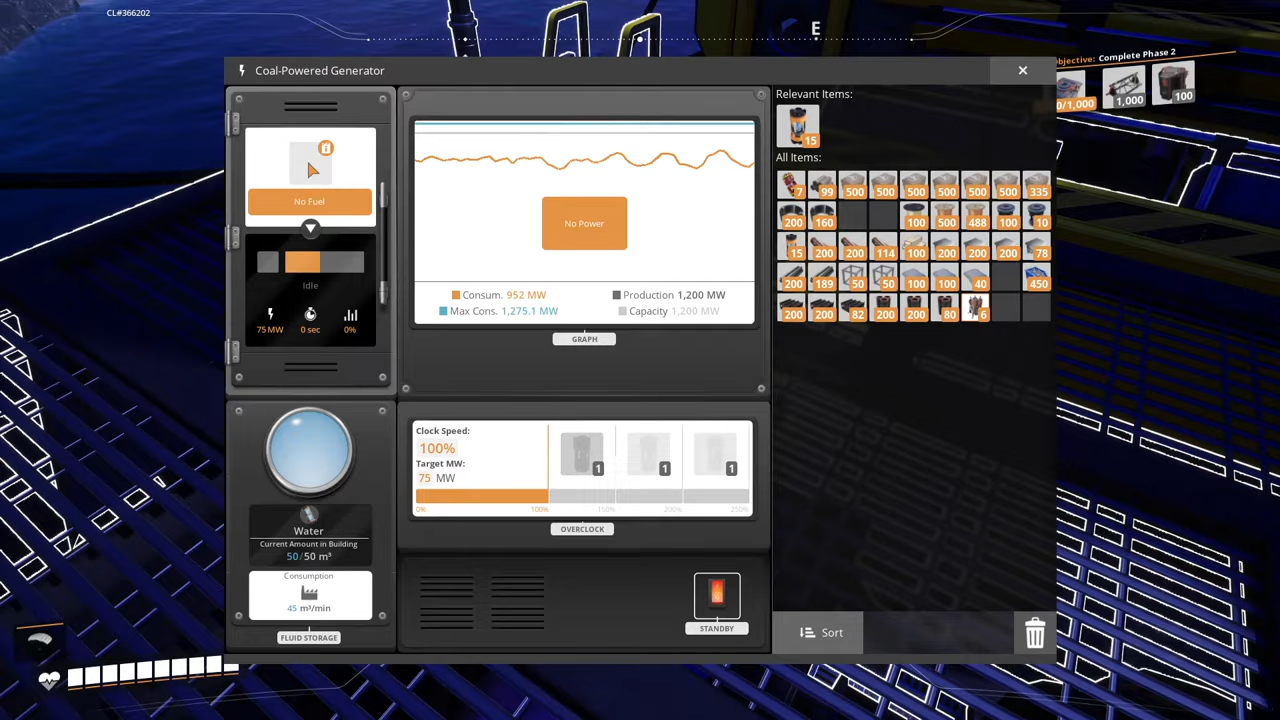 CL#366202
E
Objective: Complete Phase 2
0/1,000
1,000
100
Coal-Powered Generator
No Fuel
Idle
75 MW
0 sec
0%
No Power
Consum. 952 MW
Production 1,200 MW
Max Cons. 1,275.1 MW
Capacity 1,200 MW
GRAPH
Clock Speed:
100%
Target MW:
75 MW
1
1
1
0%
100%
150%
200%
250%
OVERCLOCK
STANDBY
Water
Current Amount in Building
50/50 m³
Consumption
45 m³/min
FLUID STORAGE
Relevant Items:
15
All Items:
7 99 500 500 500 500 500 500 335
200 160 100 500 488 100 10
15 200 200 114 100 200 200 200 78
200 189 50 50 100 100 40 450
200 200 82 200 200 80 6
Sort